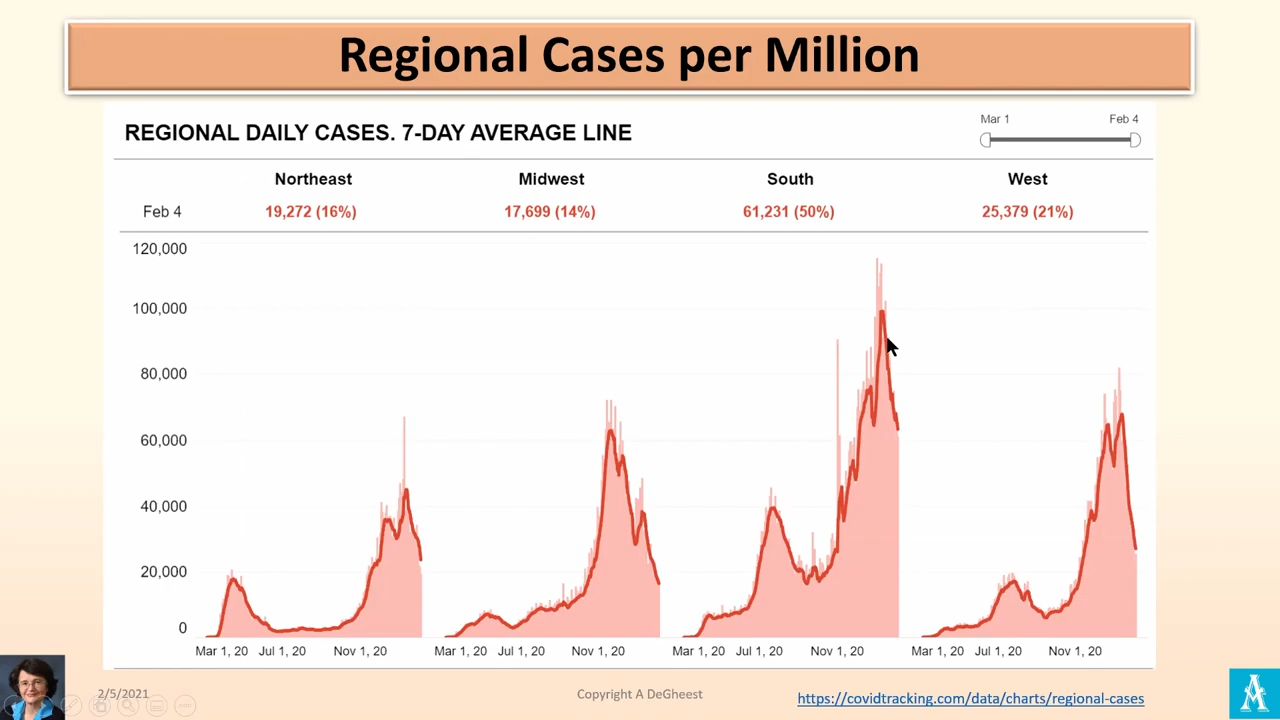 Regional Cases per Million
REGIONAL DAILY CASES. 7-DAY AVERAGE LINE
Mar 1 Feb 4
Northeast Midwest South West
Feb 4 19,272 (16%) 17,699 (14%) 61,231 (50%) 25,379 (21%)
120,000
100,000
80,000
60,000
40,000
20,000
0
Mar 1, 20 Jul 1, 20 Nov 1, 20 Mar 1, 20 Jul 1, 20 Nov 1, 20 Mar 1, 20 Jul 1, 20 Nov 1, 20 Mar 1, 20 Jul 1, 20 Nov 1, 20
2/5/2021 Copyright A DeGheest https://covidtracking.com/data/charts/regional-cases